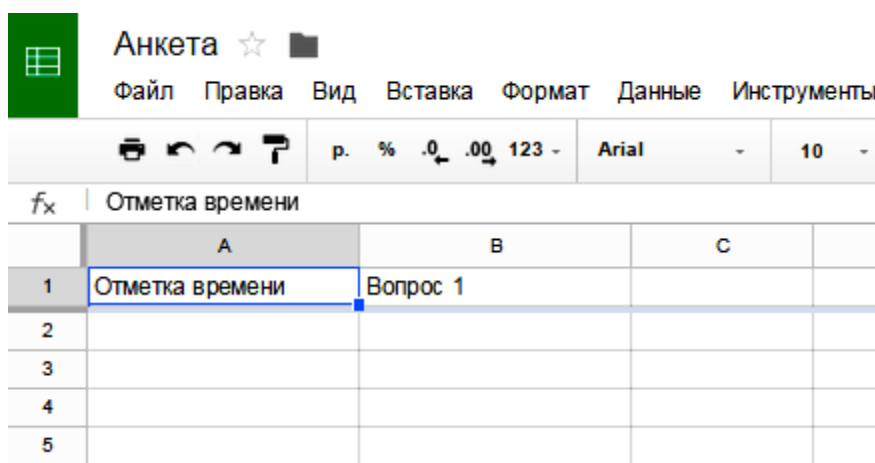 Анкета
Файл Правка Вид Вставка Формат Данные Инструменты
р. % .0 .00 123 Arial 10
fx Отметка времени
A B C
1 Отметка времени Вопрос 1
2
3
4
5